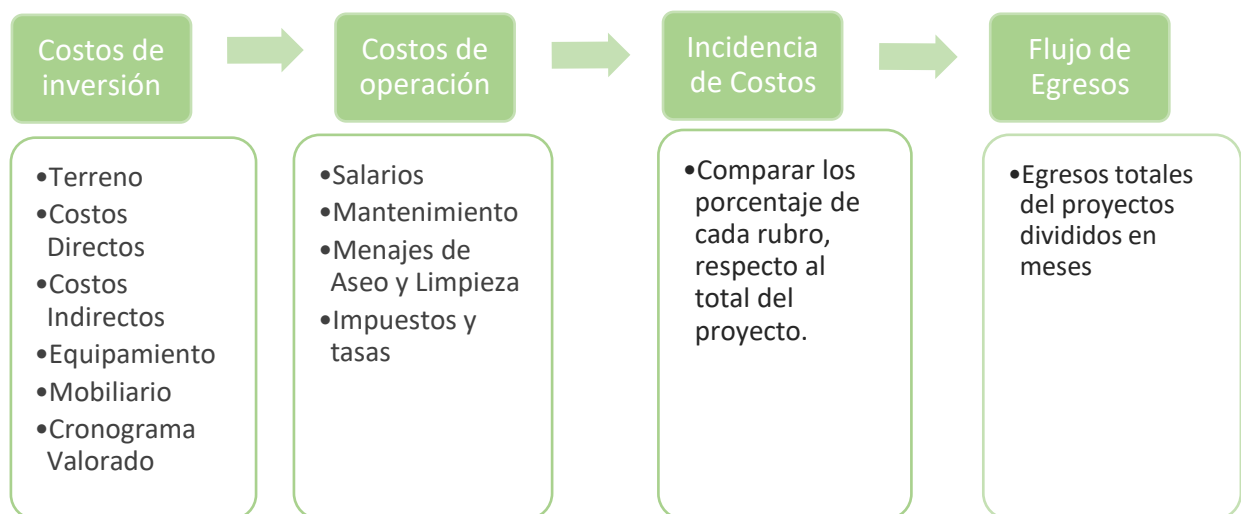 Costos de
inversión
Costos de
operación
Incidencia
de Costos
Flujo de
Egresos
•Terreno
•Costos
Directos
•Costos
Indirectos
•Equipamiento
•Mobiliario
•Cronograma
Valorado
•Salarios
•Mantenimiento
•Menajes de
Aseo y Limpieza
•Impuestos y
tasas
•Comparar los
porcentaje de
cada rubro,
respecto al
total del
proyecto.
•Egresos totales
del proyectos
divididos en
meses